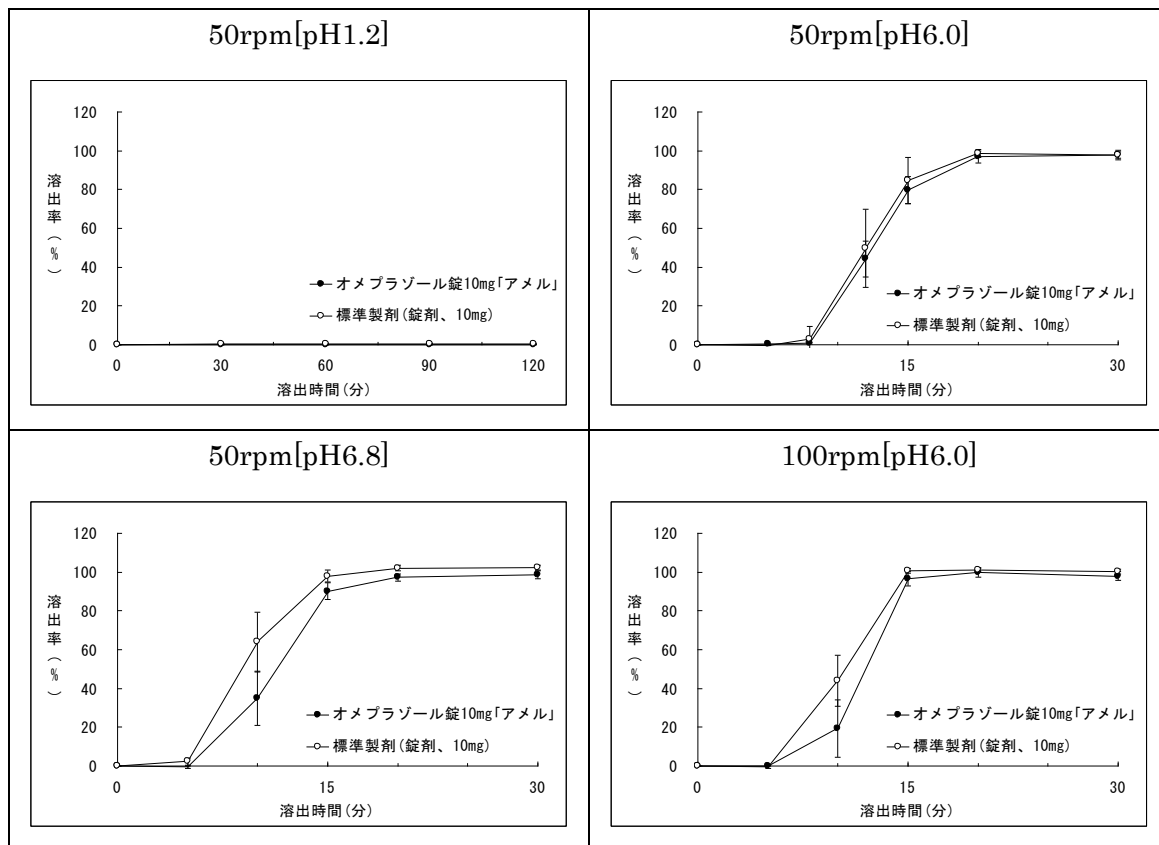 50rpm[pH1.2]
120
100
80
60
40
20
0
溶出率(%)
オメプラゾール錠10mg「アメル」
標準製剤(錠剤、10mg)
0 30 60 90 120
溶出時間(分)
50rpm[pH6.0]
120
100
80
60
40
20
0
溶出率(%)
オメプラゾール錠10mg「アメル」
標準製剤(錠剤、10mg)
0 15 30
溶出時間(分)
50rpm[pH6.8]
120
100
80
60
40
20
0
溶出率(%)
オメプラゾール錠10mg「アメル」
標準製剤(錠剤、10mg)
0 15 30
溶出時間(分)
100rpm[pH6.0]
120
100
80
60
40
20
0
溶出率(%)
オメプラゾール錠10mg「アメル」
標準製剤(錠剤、10mg)
0 15 30
溶出時間(分)